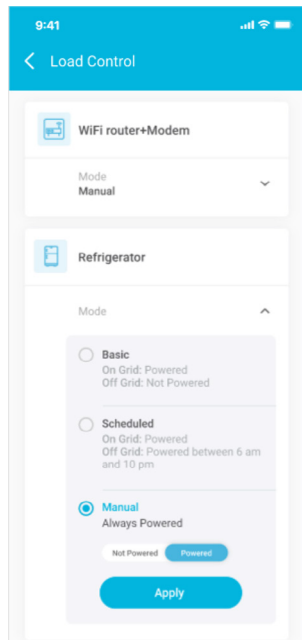 9:41
Load Control
WiFi router+Modem
Mode
Manual
Refrigerator
Mode
Basic
On Grid: Powered
Off Grid: Not Powered
Scheduled
On Grid: Powered
Off Grid: Powered between 6 am
and 10 pm
Manual
Always Powered
Not Powered Powered
Apply